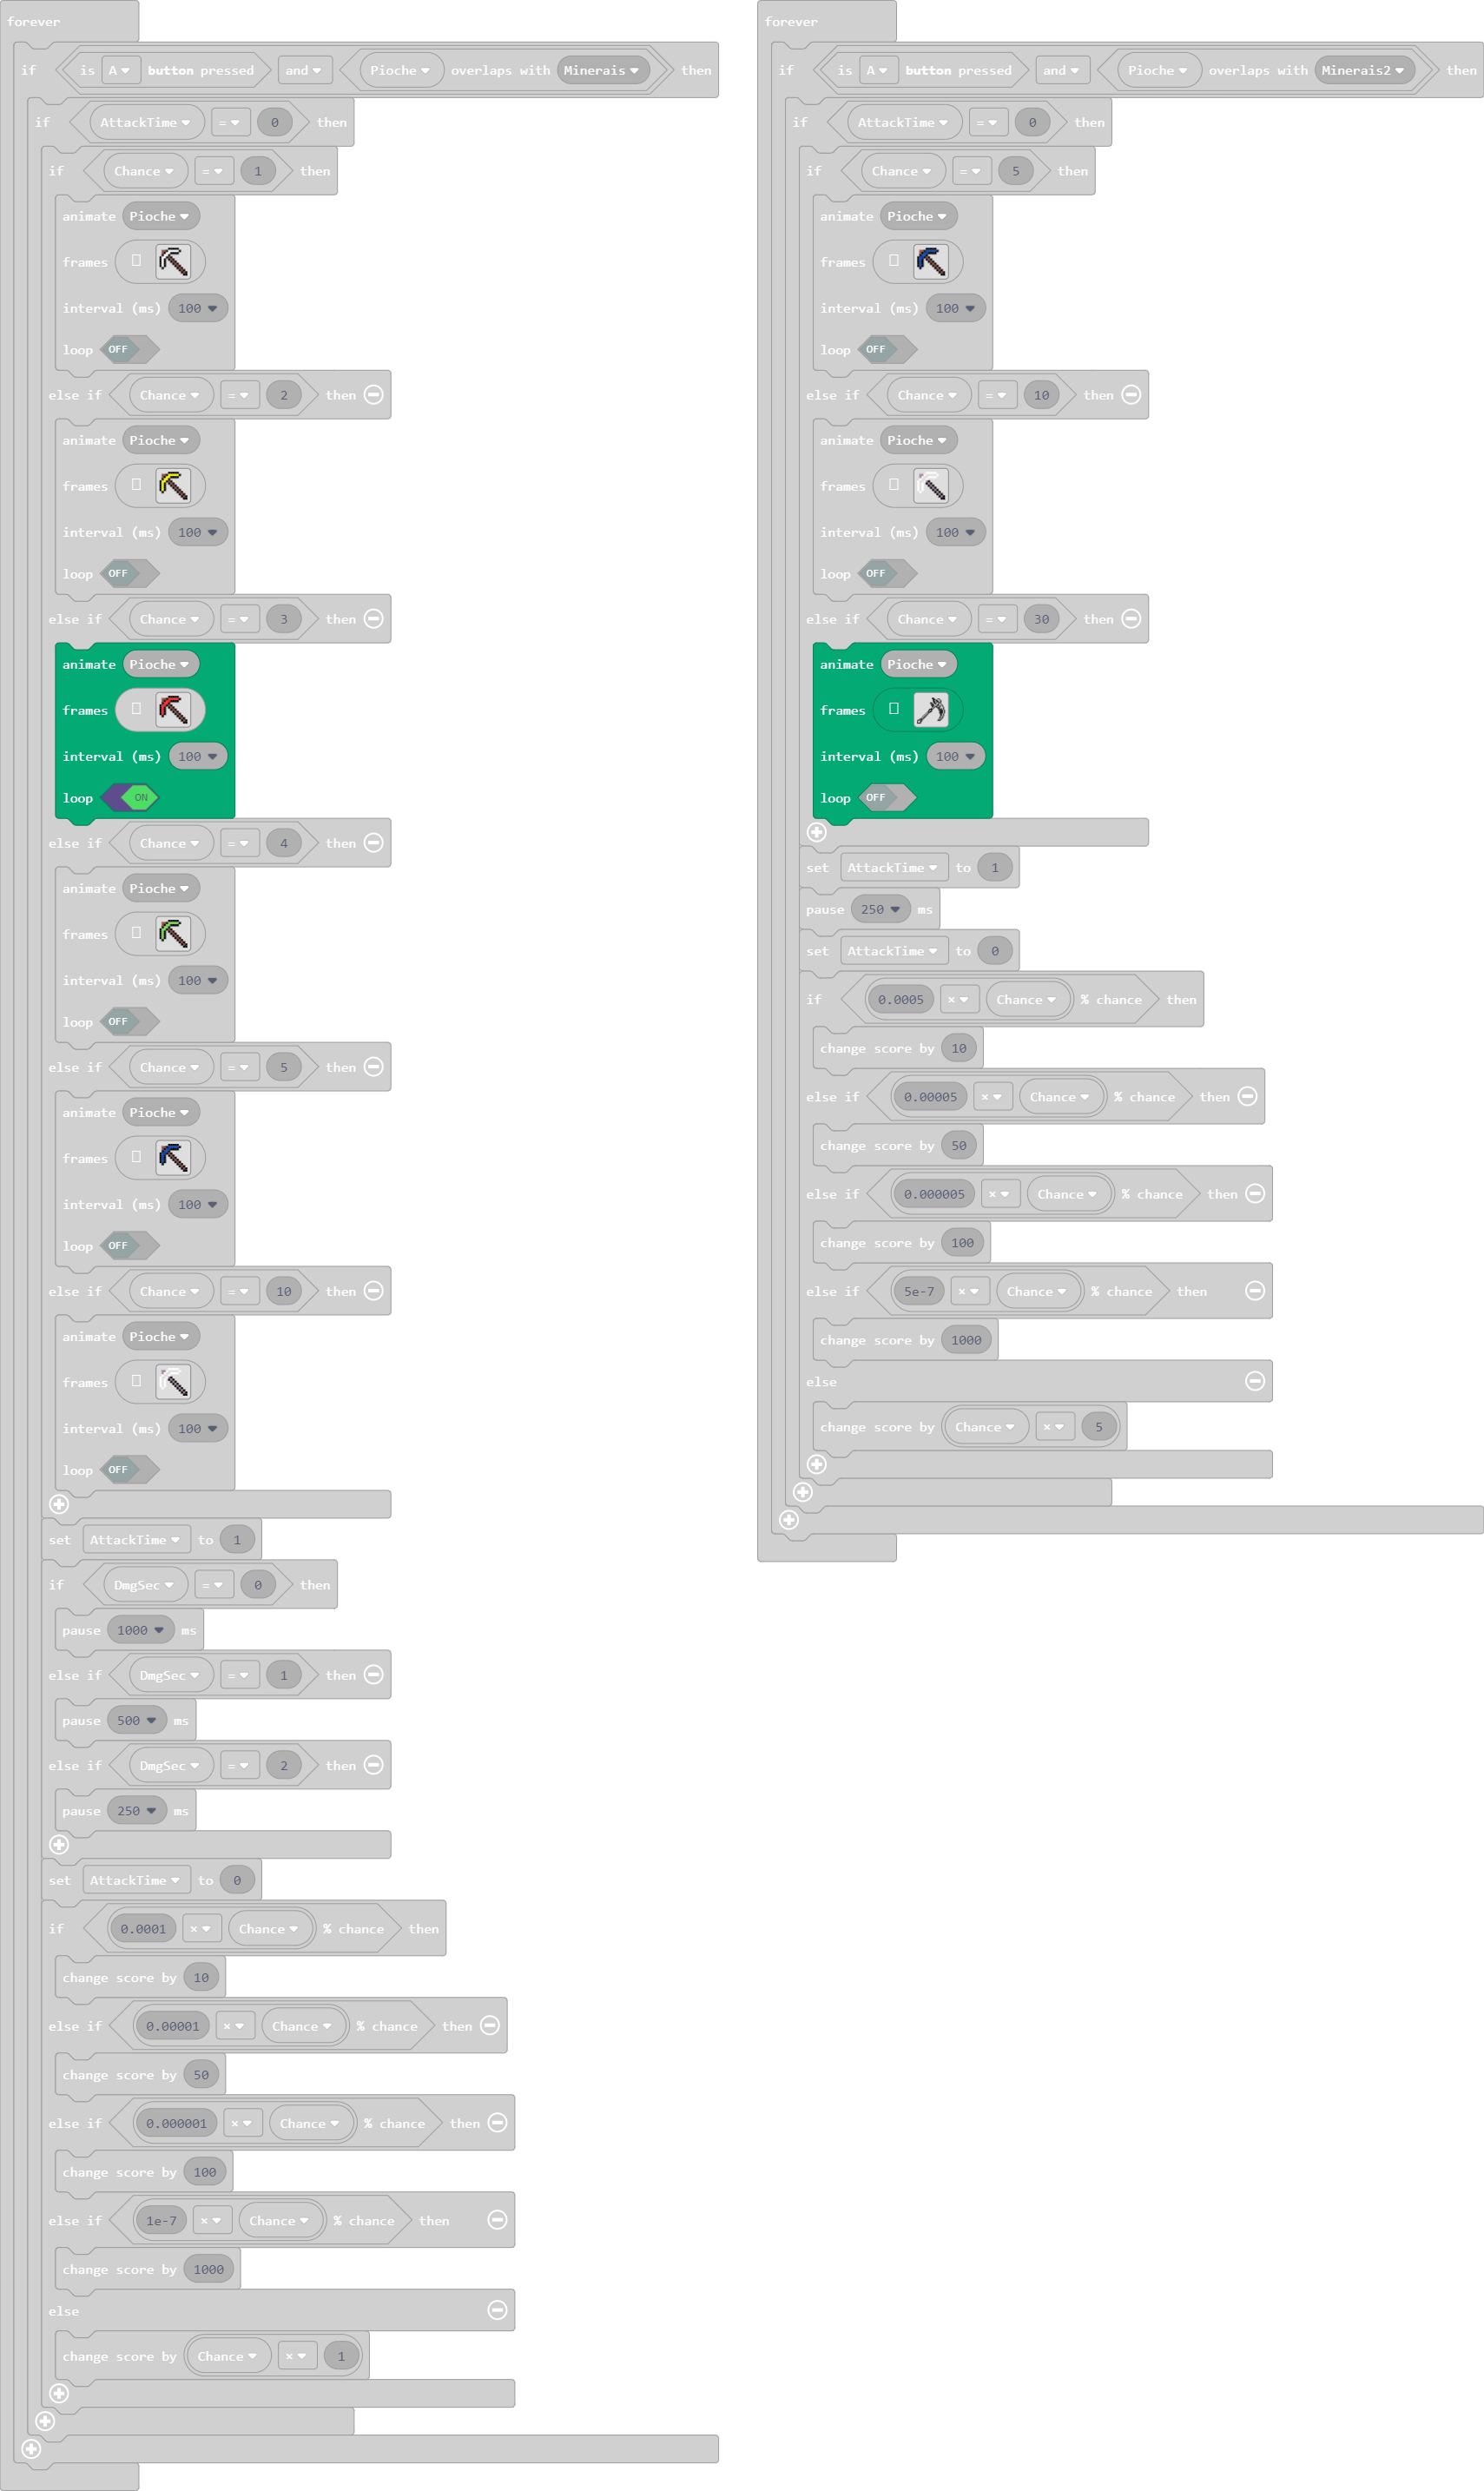 forever
if is A button pressed and Pioche overlaps with Minerais then
if AttackTime = 0 then
if Chance = 1 then
animate Pioche
frames
interval (ms) 100
loop OFF
else if Chance = 2 then
animate Pioche
frames
interval (ms) 100
loop OFF
else if Chance = 3 then
animate Pioche
frames
interval (ms) 100
loop ON
else if Chance = 4 then
animate Pioche
frames
interval (ms) 100
loop OFF
else if Chance = 5 then
animate Pioche
frames
interval (ms) 100
loop OFF
else if Chance = 10 then
animate Pioche
frames
interval (ms) 100
loop OFF
set AttackTime to 1
if DmgSec = 0 then
pause 1000 ms
else if DmgSec = 1 then
pause 500 ms
else if DmgSec = 2 then
pause 250 ms
set AttackTime to 0
if 0.0001 × Chance % chance then
change score by 10
else if 0.00001 × Chance % chance then
change score by 50
else if 0.000001 × Chance % chance then
change score by 100
else if 1e-7 × Chance % chance then
change score by 1000
else
change score by Chance × 1
forever
if is A button pressed and Pioche overlaps with Minerais2 then
if AttackTime = 0 then
if Chance = 5 then
animate Pioche
frames
interval (ms) 100
loop OFF
else if Chance = 10 then
animate Pioche
frames
interval (ms) 100
loop OFF
else if Chance = 30 then
animate Pioche
frames
interval (ms) 100
loop OFF
set AttackTime to 1
pause 250 ms
set AttackTime to 0
if 0.0005 × Chance % chance then
change score by 10
else if 0.00005 × Chance % chance then
change score by 50
else if 0.000005 × Chance % chance then
change score by 100
else if 5e-7 × Chance % chance then
change score by 1000
else
change score by Chance × 5